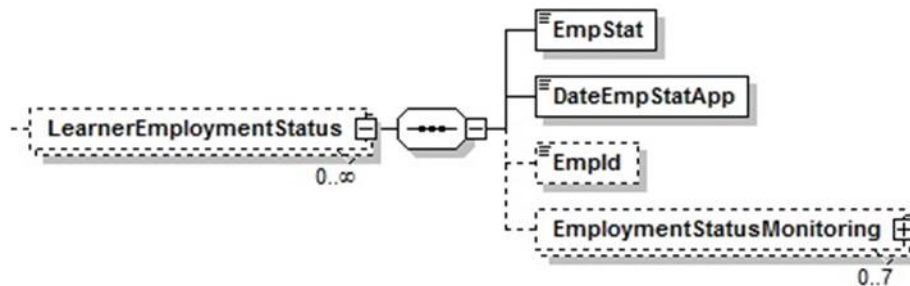 EmpStat
DateEmpStatApp
LearnerEmploymentStatus
0..∞
EmpId
EmploymentStatusMonitoring
0..7